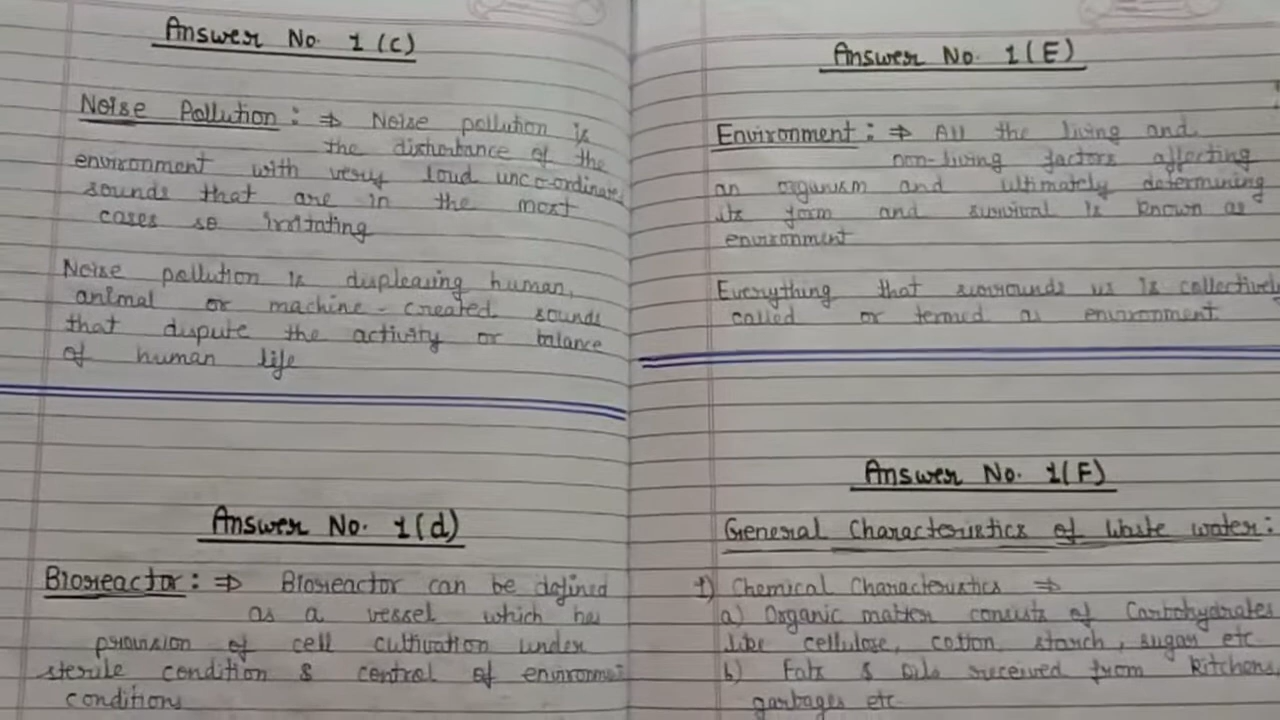 Answer No. 1 (c)
Noise Pollution : ⇒ Noise pollution is
the disturbance of the
environment with very loud unco-ordinated
sounds that are in the most
cases so irritating
Noise pollution is displeasing human,
animal or machine - created sounds
that dispute the activity or balance
of human life
Answer No. 1 (d)
Bioreactor : ⇒ Bioreactor can be defined
as a vessel which has
provision of cell cultivation under
sterile condition & control of
conditions
Answer No. 1 (E)
Environment : ⇒ All the living and
non-living factors affecting
an organism and ultimately determining
its form and survival is known as
environment
Everything that surrounds us is collectively
called or termed as environment
Answer No. 1 (F)
General Characteristics of Waste water :
1) Chemical Characteristics ⇒
a) Organic matter consists of Carbohydrates
like cellulose, cotton, starch, sugar etc
b) Fats & Oils received from kitchens,
garbages etc